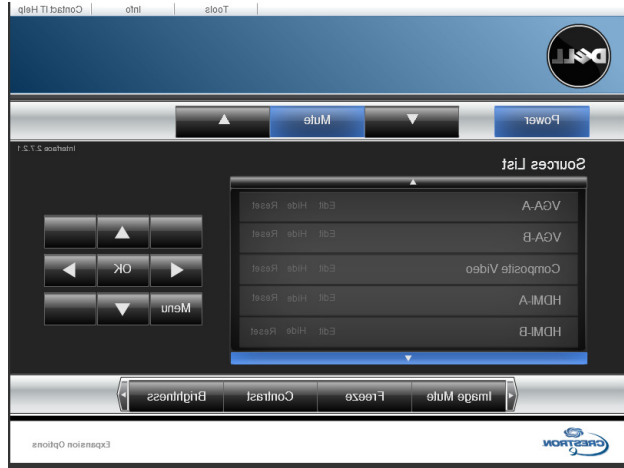 Tools Info Contact IT Help
DELL
Power Mute
Interface 2.7.2.1
Sources List
VGA-A Edit Hide Reset
VGA-B Edit Hide Reset
Composite Video Edit Hide Reset
HDMI-A Edit Hide Reset
HDMI-B Edit Hide Reset
OK
Menu
Image Mute Freeze Contrast Brightness
CRESTRON
Expansion Options